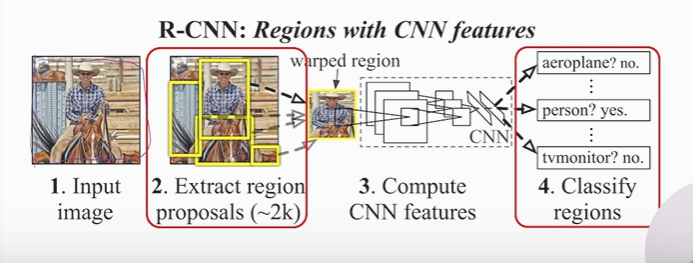 R-CNN: Regions with CNN features
warped region
aeroplane? no.
person? yes.
CNN
tvmonitor? no.
1. Input
image
2. Extract region
proposals (~2k)
3. Compute
CNN features
4. Classify
regions